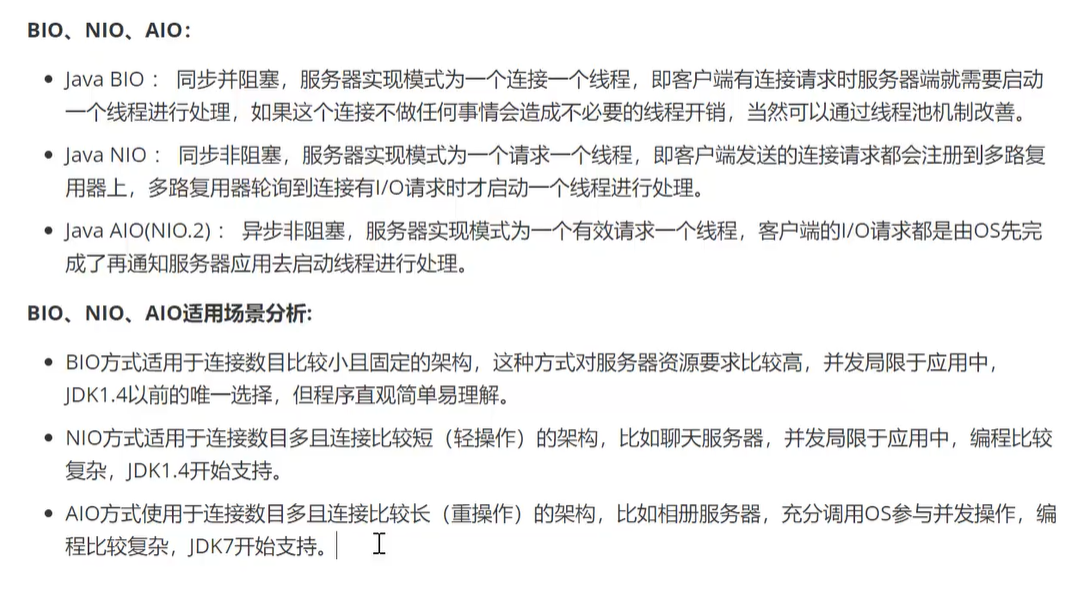 BIO、NIO、AIO：
• Java BIO ： 同步并阻塞，服务器实现模式为一个连接一个线程，即客户端有连接请求时服务器端就需要启动
一个线程进行处理，如果这个连接不做任何事情会造成不必要的线程开销，当然可以通过线程池机制改善。
• Java NIO ： 同步非阻塞，服务器实现模式为一个请求一个线程，即客户端发送的连接请求都会注册到多路复
用器上，多路复用器轮询到连接有I/O请求时才启动一个线程进行处理。
• Java AIO(NIO.2) ： 异步非阻塞，服务器实现模式为一个有效请求一个线程，客户端的I/O请求都是由OS先完
成了再通知服务器应用去启动线程进行处理。
BIO、NIO、AIO适用场景分析:
• BIO方式适用于连接数目比较小且固定的架构，这种方式对服务器资源要求比较高，并发局限于应用中，
JDK1.4以前的唯一选择，但程序直观简单易理解。
• NIO方式适用于连接数目多且连接比较短（轻操作）的架构，比如聊天服务器，并发局限于应用中，编程比较
复杂，JDK1.4开始支持。
• AIO方式使用于连接数目多且连接比较长（重操作）的架构，比如相册服务器，充分调用OS参与并发操作，编
程比较复杂，JDK7开始支持。